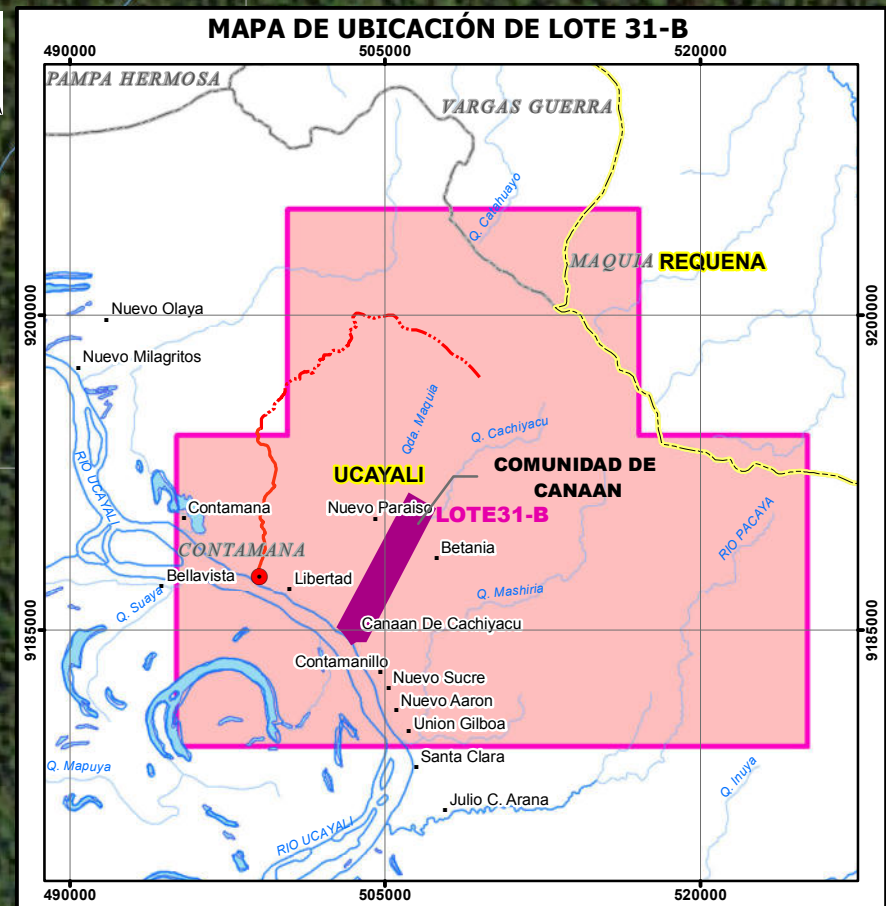 MAPA DE UBICACIÓN DE LOTE 31-B
490000
505000
520000
PAMPA HERMOSA
VARGAS GUERRA
Q. Catahuayo
MAQUIA
REQUENA
9200000
9200000
Nuevo Olaya
Nuevo Milagritos
Qda. Maquia
Q. Cachiyacu
RIO UCAYALI
UCAYALI
COMUNIDAD DE
CANAAN
Contamana
Nuevo Paraiso
LOTE31-B
CONTAMANA
Betania
RIO PACAYA
Bellavista
Libertad
Q. Suaya
Q. Mashiria
Canaan De Cachiyacu
9185000
9185000
Contamanillo
Nuevo Sucre
Nuevo Aaron
Union Gilboa
Q. Mapuya
Santa Clara
Q. Inuya
Julio C. Arana
RIO UCAYALI
490000
505000
520000